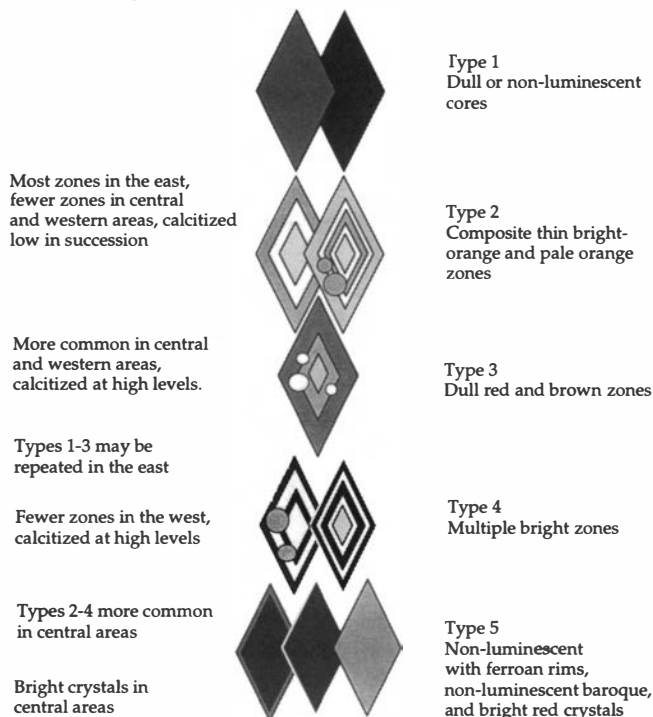 Type 1
Dull or non-luminescent
cores
Most zones in the east,
fewer zones in central
and western areas, calcitized
low in succession
Type 2
Composite thin bright-
orange and pale orange
zones
More common in central
and western areas,
calcitized at high levels.
Type 3
Dull red and brown zones
Types 1-3 may be
repeated in the east
Fewer zones in the west,
calcitized at high levels
Type 4
Multiple bright zones
Types 2-4 more common
in central areas
Bright crystals in
central areas
Type 5
Non-luminescent
with ferroan rims,
non-luminescent baroque,
and bright red crystals